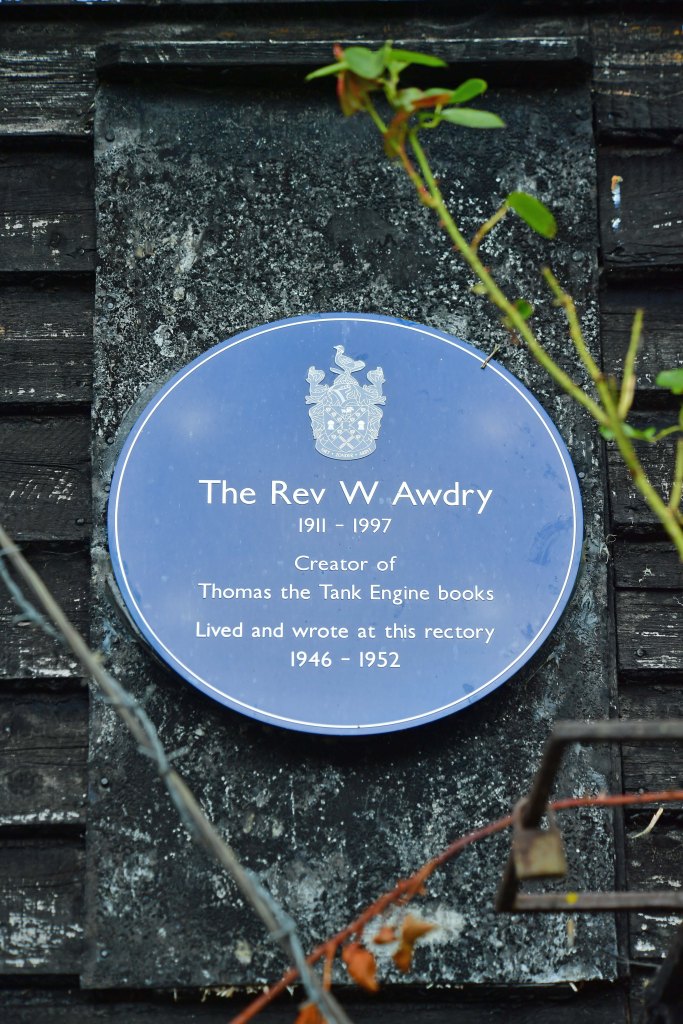 The Rev W Awdry
1911 – 1997
Creator of
Thomas the Tank Engine books
Lived and wrote at this rectory
1946 – 1952